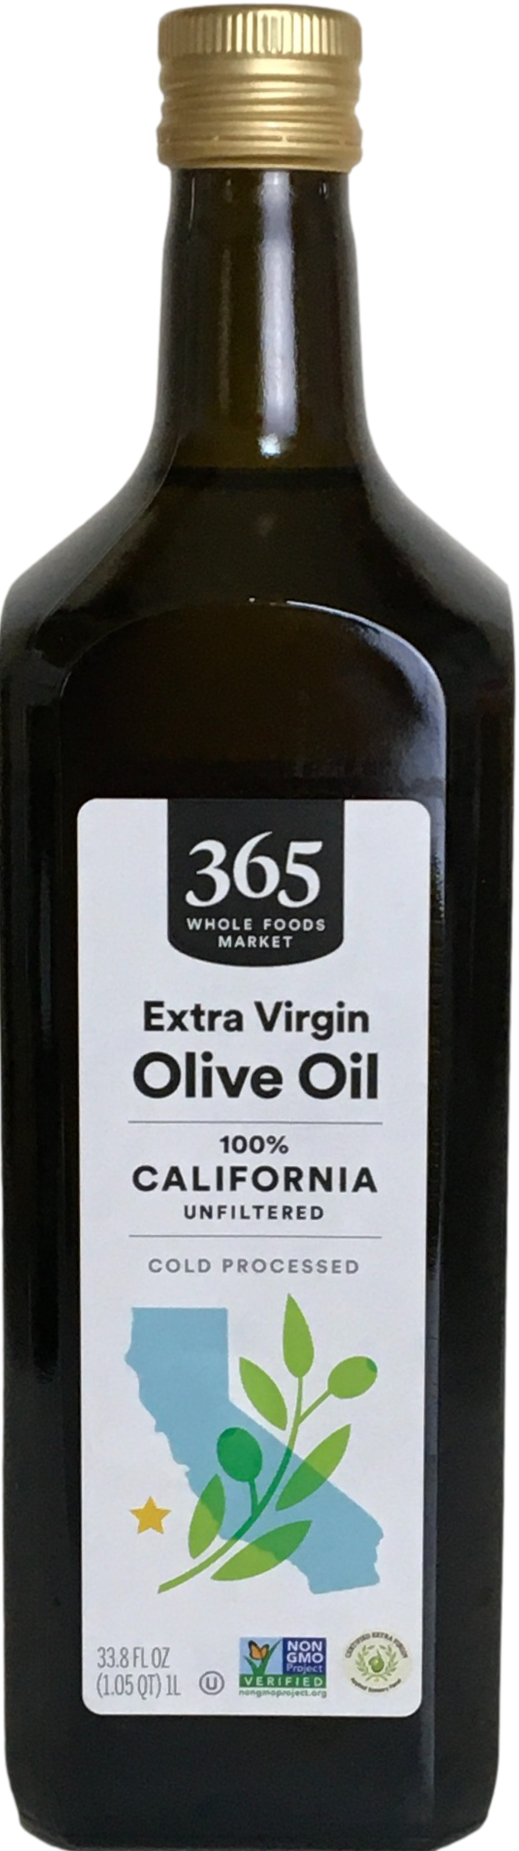 365
WHOLE FOODS
MARKET
Extra Virgin
Olive Oil
100%
CALIFORNIA
UNFILTERED
COLD PROCESSED
33.8 FL OZ
(1.05 QT) 1L
U
NON
GMO
Project
VERIFIED
nongmoproject.org
CERTIFIED EXTRA VIRGIN